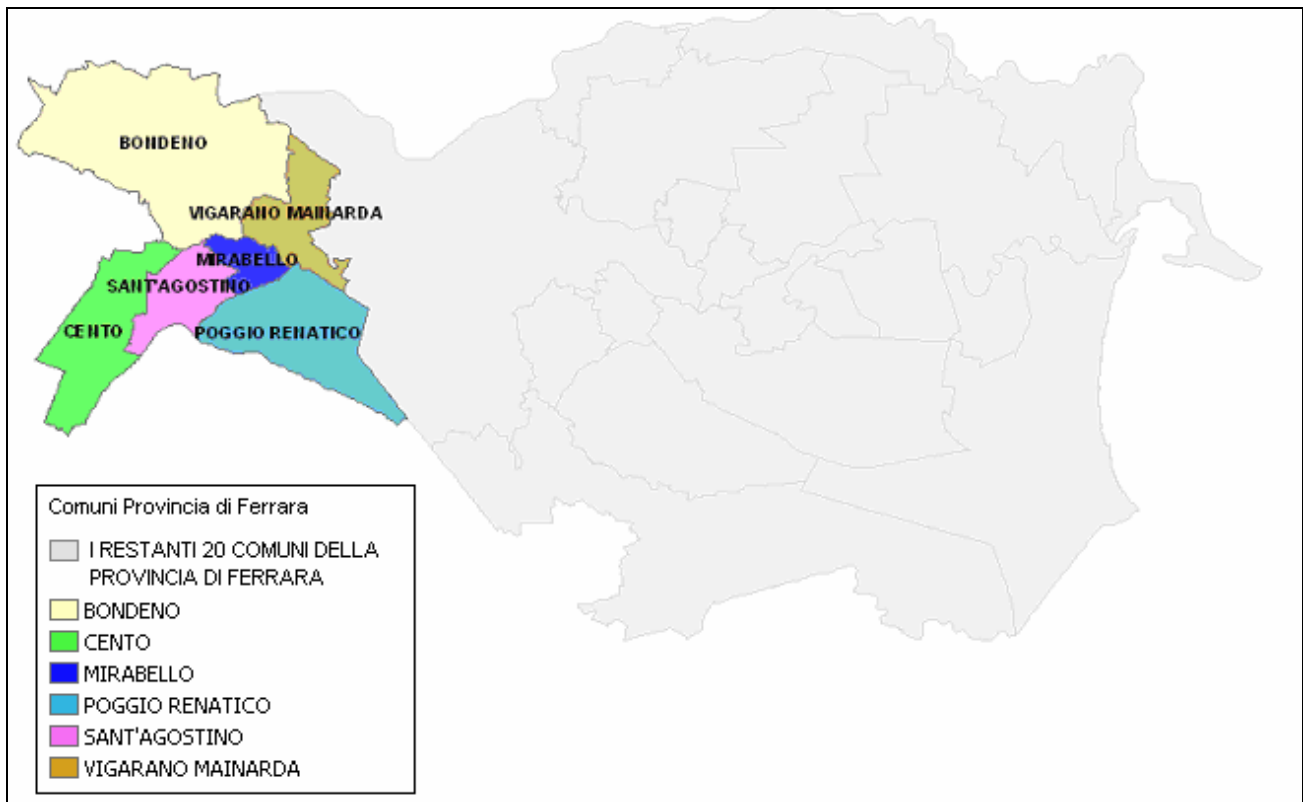 BONDENO
VIGARANO MAINARDA
MIRABELLO
SANT'AGOSTINO
CENTO
POGGIO RENATICO
Comuni Provincia di Ferrara
I RESTANTI 20 COMUNI DELLA
PROVINCIA DI FERRARA
BONDENO
CENTO
MIRABELLO
POGGIO RENATICO
SANT'AGOSTINO
VIGARANO MAINARDA